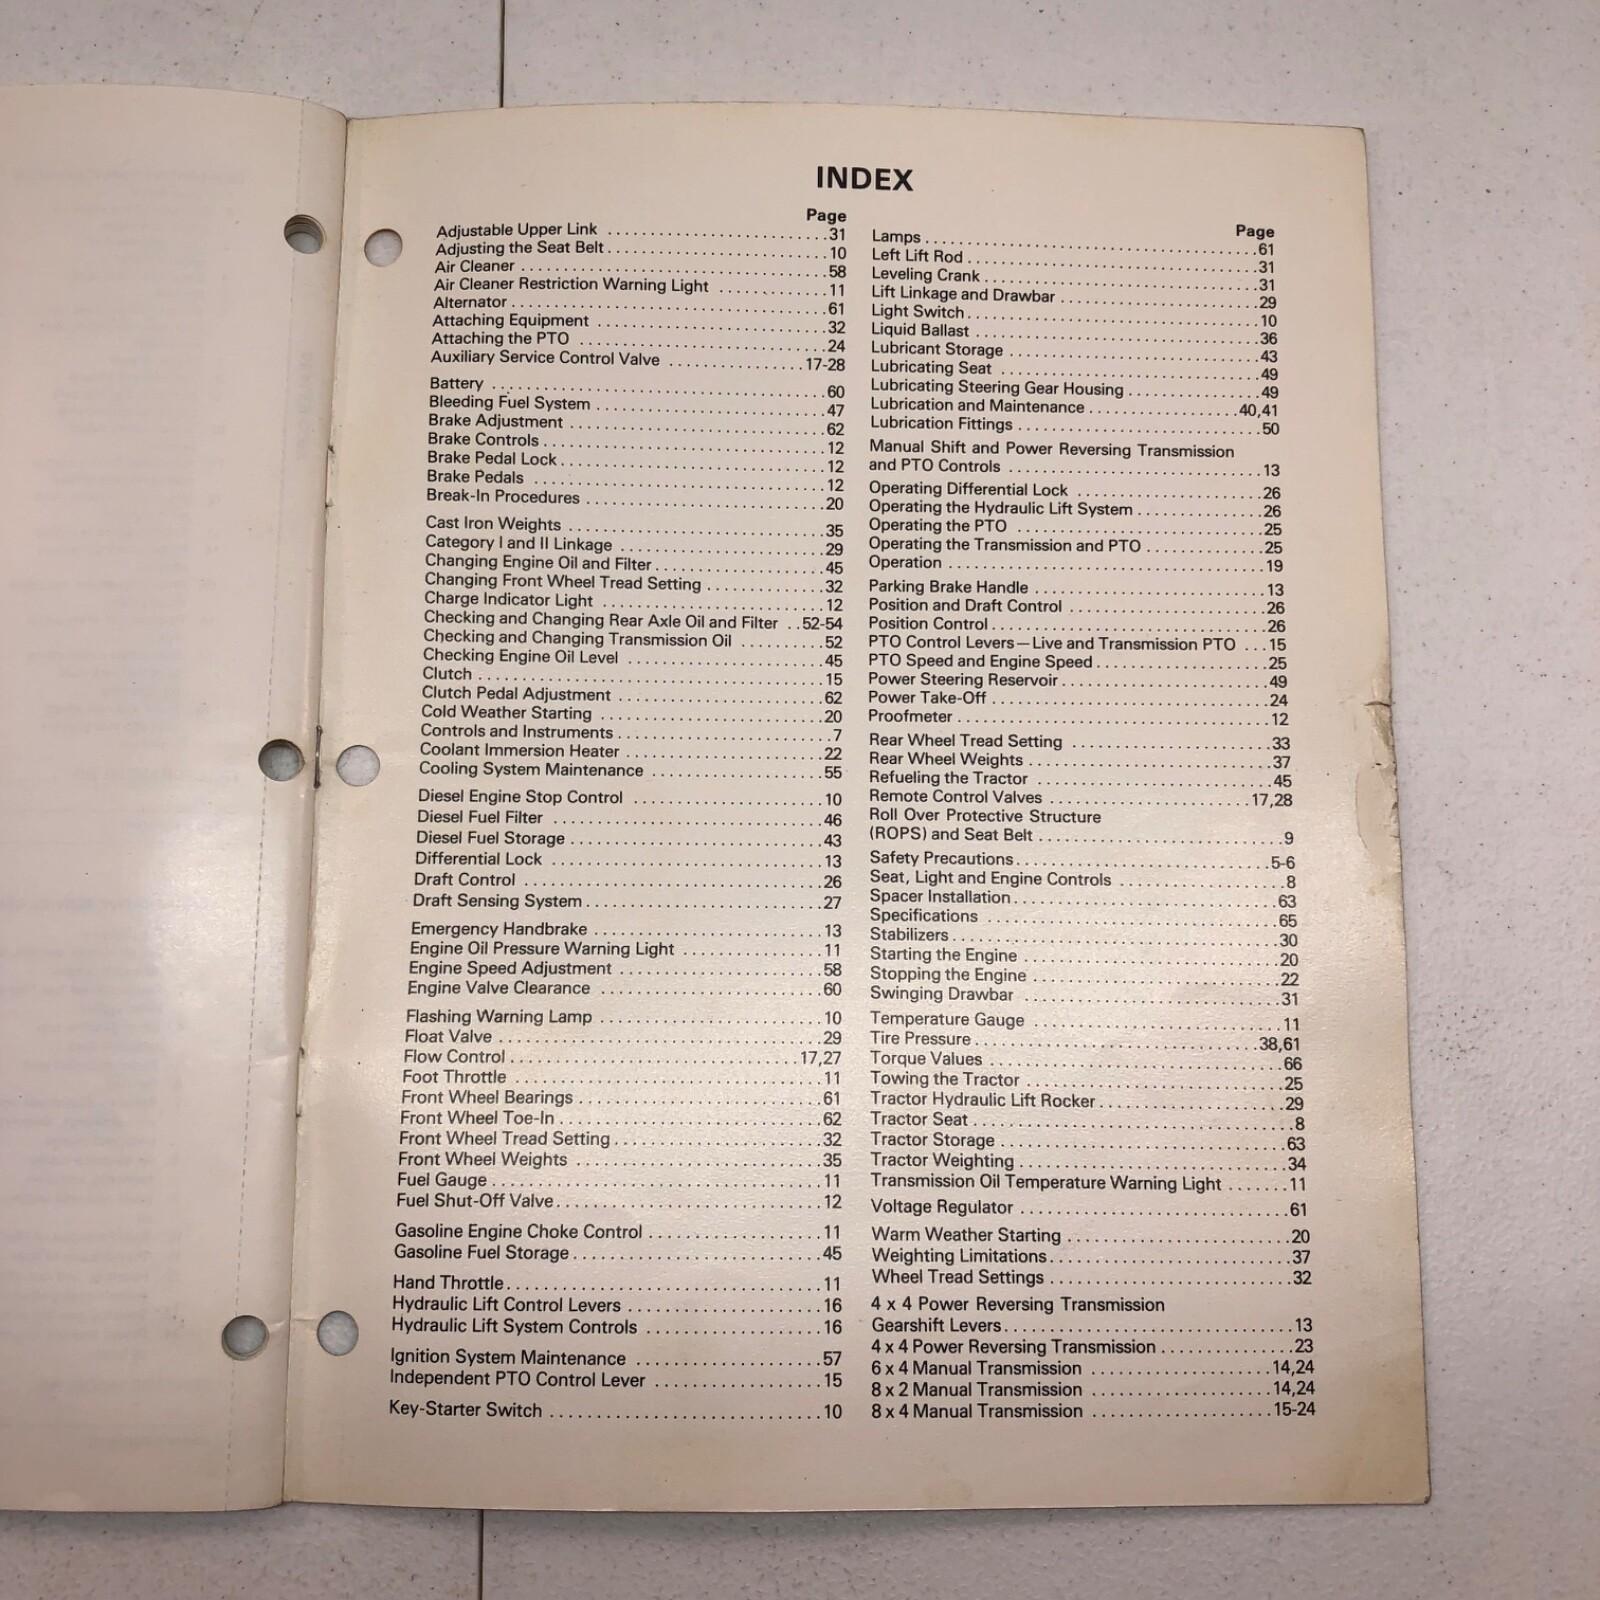 INDEX
Page
Adjustable Upper Link ..........................31
Adjusting the Seat Belt..........................10
Air Cleaner ....................................58
Air Cleaner Restriction Warning Light .............11
Alternator .....................................61
Attaching Equipment ...........................32
Attaching the PTO .............................24
Auxiliary Service Control Valve ................17-28
Battery .......................................60
Bleeding Fuel System ..........................47
Brake Adjustment ..............................62
Brake Controls .................................12
Brake Pedal Lock...............................12
Brake Pedals ..................................12
Break-In Procedures ............................20
Cast Iron Weights ..............................35
Category I and II Linkage ........................29
Changing Engine Oil and Filter....................45
Changing Front Wheel Tread Setting ..............32
Charge Indicator Light ..........................12
Checking and Changing Rear Axle Oil and Filter ..52-54
Checking and Changing Transmission Oil ..........52
Checking Engine Oil Level .......................45
Clutch ........................................15
Clutch Pedal Adjustment ........................62
Cold Weather Starting ..........................20
Controls and Instruments.........................7
Coolant Immersion Heater .......................22
Cooling System Maintenance ....................55
Diesel Engine Stop Control ......................10
Diesel Fuel Filter ...............................46
Diesel Fuel Storage .............................43
Differential Lock ...............................13
Draft Control ..................................26
Draft Sensing System...........................27
Emergency Handbrake ..........................13
Engine Oil Pressure Warning Light ................11
Engine Speed Adjustment .......................58
Engine Valve Clearance .........................60
Flashing Warning Lamp .........................10
Float Valve ....................................29
Flow Control................................17,27
Foot Throttle ..................................11
Front Wheel Bearings ...........................61
Front Wheel Toe-In .............................62
Front Wheel Tread Setting .......................32
Front Wheel Weights ...........................35
Fuel Gauge ....................................11
Fuel Shut-Off Valve.............................12
Gasoline Engine Choke Control ...................11
Gasoline Fuel Storage...........................45
Hand Throttle..................................11
Hydraulic Lift Control Levers .....................16
Hydraulic Lift System Controls ...................16
Ignition System Maintenance ....................57
Independent PTO Control Lever ..................15
Key-Starter Switch .............................10
Page
Lamps ........................................61
Left Lift Rod ...................................31
Leveling Crank .................................31
Lift Linkage and Drawbar ........................29
Light Switch...................................10
Liquid Ballast ..................................36
Lubricant Storage ..............................43
Lubricating Seat ...............................49
Lubricating Steering Gear Housing ................49
Lubrication and Maintenance ..................40,41
Lubrication Fittings .............................50
Manual Shift and Power Reversing Transmission
and PTO Controls ..............................13
Operating Differential Lock ......................26
Operating the Hydraulic Lift System ...............26
Operating the PTO .............................25
Operating the Transmission and PTO ..............25
Operation .....................................19
Parking Brake Handle ...........................13
Position and Draft Control .......................26
Position Control................................26
PTO Control Levers—Live and Transmission PTO ...15
PTO Speed and Engine Speed ....................25
Power Steering Reservoir ........................49
Power Take-Off ................................24
Proofmeter ....................................12
Rear Wheel Tread Setting .......................33
Rear Wheel Weights ............................37
Refueling the Tractor ...........................45
Remote Control Valves .......................17,28
Roll Over Protective Structure
(ROPS) and Seat Belt ............................9
Safety Precautions.............................5-6
Seat, Light and Engine Controls ...................8
Spacer Installation..............................63
Specifications .................................65
Stabilizers ....................................30
Starting the Engine .............................20
Stopping the Engine ............................22
Swinging Drawbar .............................31
Temperature Gauge ............................11
Tire Pressure................................38,61
Torque Values .................................66
Towing the Tractor .............................25
Tractor Hydraulic Lift Rocker.....................29
Tractor Seat ....................................8
Tractor Storage ................................63
Tractor Weighting ..............................34
Transmission Oil Temperature Warning Light .......11
Voltage Regulator ..............................61
Warm Weather Starting .........................20
Weighting Limitations...........................37
Wheel Tread Settings ...........................32
4 x 4 Power Reversing Transmission
Gearshift Levers................................13
4 x 4 Power Reversing Transmission ..............23
6 x 4 Manual Transmission ...................14,24
8 x 2 Manual Transmission ...................14,24
8 x 4 Manual Transmission ...................15-24